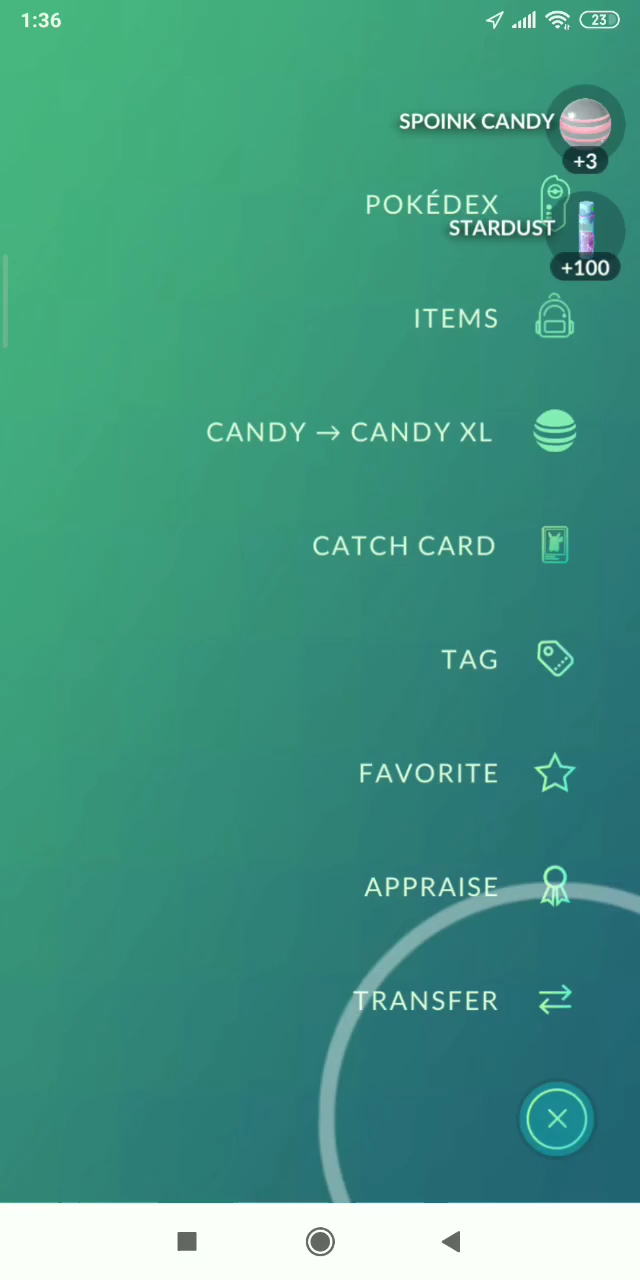 1:36
23
SPOINK CANDY
+3
POKÉDEX
STARDUST
+100
ITEMS
CANDY → CANDY XL
CATCH CARD
TAG
FAVORITE
APPRAISE
TRANSFER